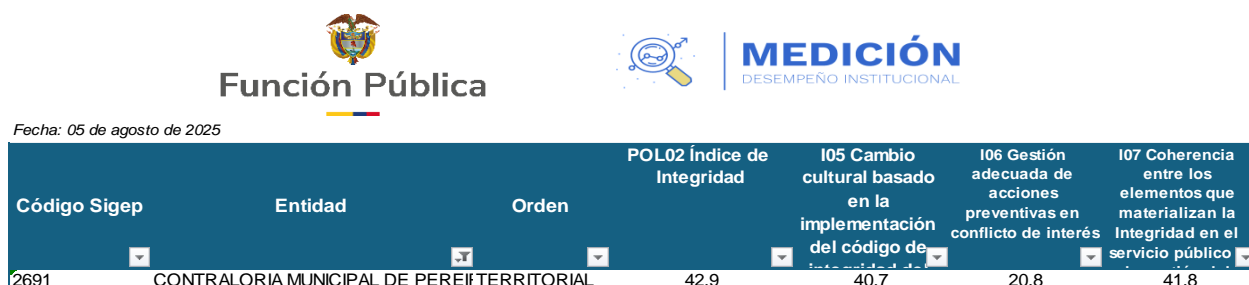 Función Pública
MEDICIÓN
DESEMPEÑO INSTITUCIONAL
Fecha: 05 de agosto de 2025
Código Sigep
Entidad
Orden
POL02 Índice de
Integridad
I05 Cambio
cultural basado
en la
implementación
del código de
I06 Gestión
adecuada de
acciones
preventivas en
conflicto de interés
I07 Coherencia
entre los
elementos que
materializan la
Integridad en el
servicio público
2691 CONTRALORIA MUNICIPAL DE TERRITORIAL 42,9 40,7 20,8 41,8